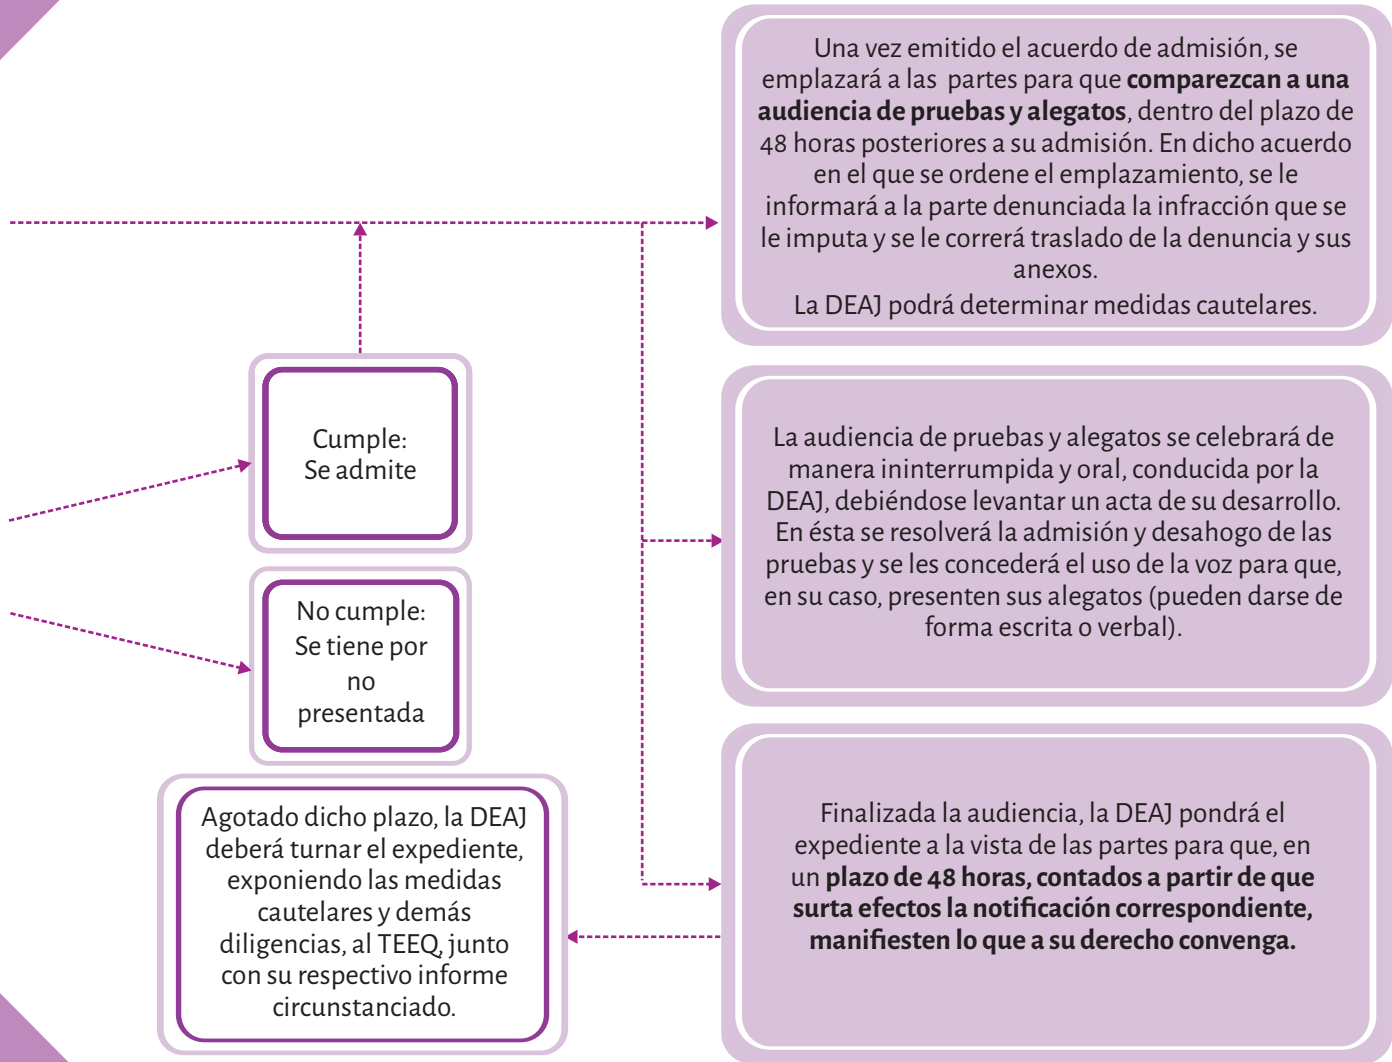 Una vez emitido el acuerdo de admisión, se
emplazará a las partes para que comparezcan a una
audiencia de pruebas y alegatos, dentro del plazo de
48 horas posteriores a su admisión. En dicho acuerdo
en el que se ordene el emplazamiento, se le
informará a la parte denunciada la infracción que se
le imputa y se le correrá traslado de la denuncia y sus
anexos.
La DEAJ podrá determinar medidas cautelares.
Cumple:
Se admite
La audiencia de pruebas y alegatos se celebrará de
manera ininterrumpida y oral, conducida por la
DEAJ, debiéndose levantar un acta de su desarrollo.
En ésta se resolverá la admisión y desahogo de las
pruebas y se les concederá el uso de la voz para que,
en su caso, presenten sus alegatos (pueden darse de
forma escrita o verbal).
No cumple:
Se tiene por
no
presentada
Finalizada la audiencia, la DEAJ pondrá el
expediente a la vista de las partes para que, en
un plazo de 48 horas, contados a partir de que
surta efectos la notificación correspondiente,
manifiesten lo que a su derecho convenga.
Agotado dicho plazo, la DEAJ
deberá turnar el expediente,
exponiendo las medidas
cautelares y demás
diligencias, al TEEQ, junto
con su respectivo informe
circunstanciado.